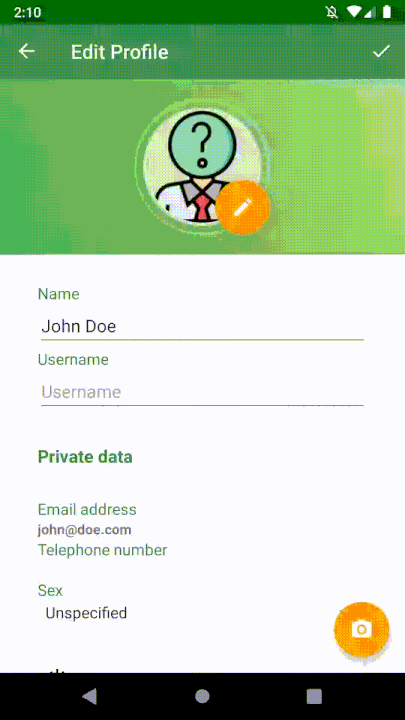 2:10
Edit Profile
?
Name
John Doe
Username
Username
Private data
Email address
john@doe.com
Telephone number
Sex
Unspecified